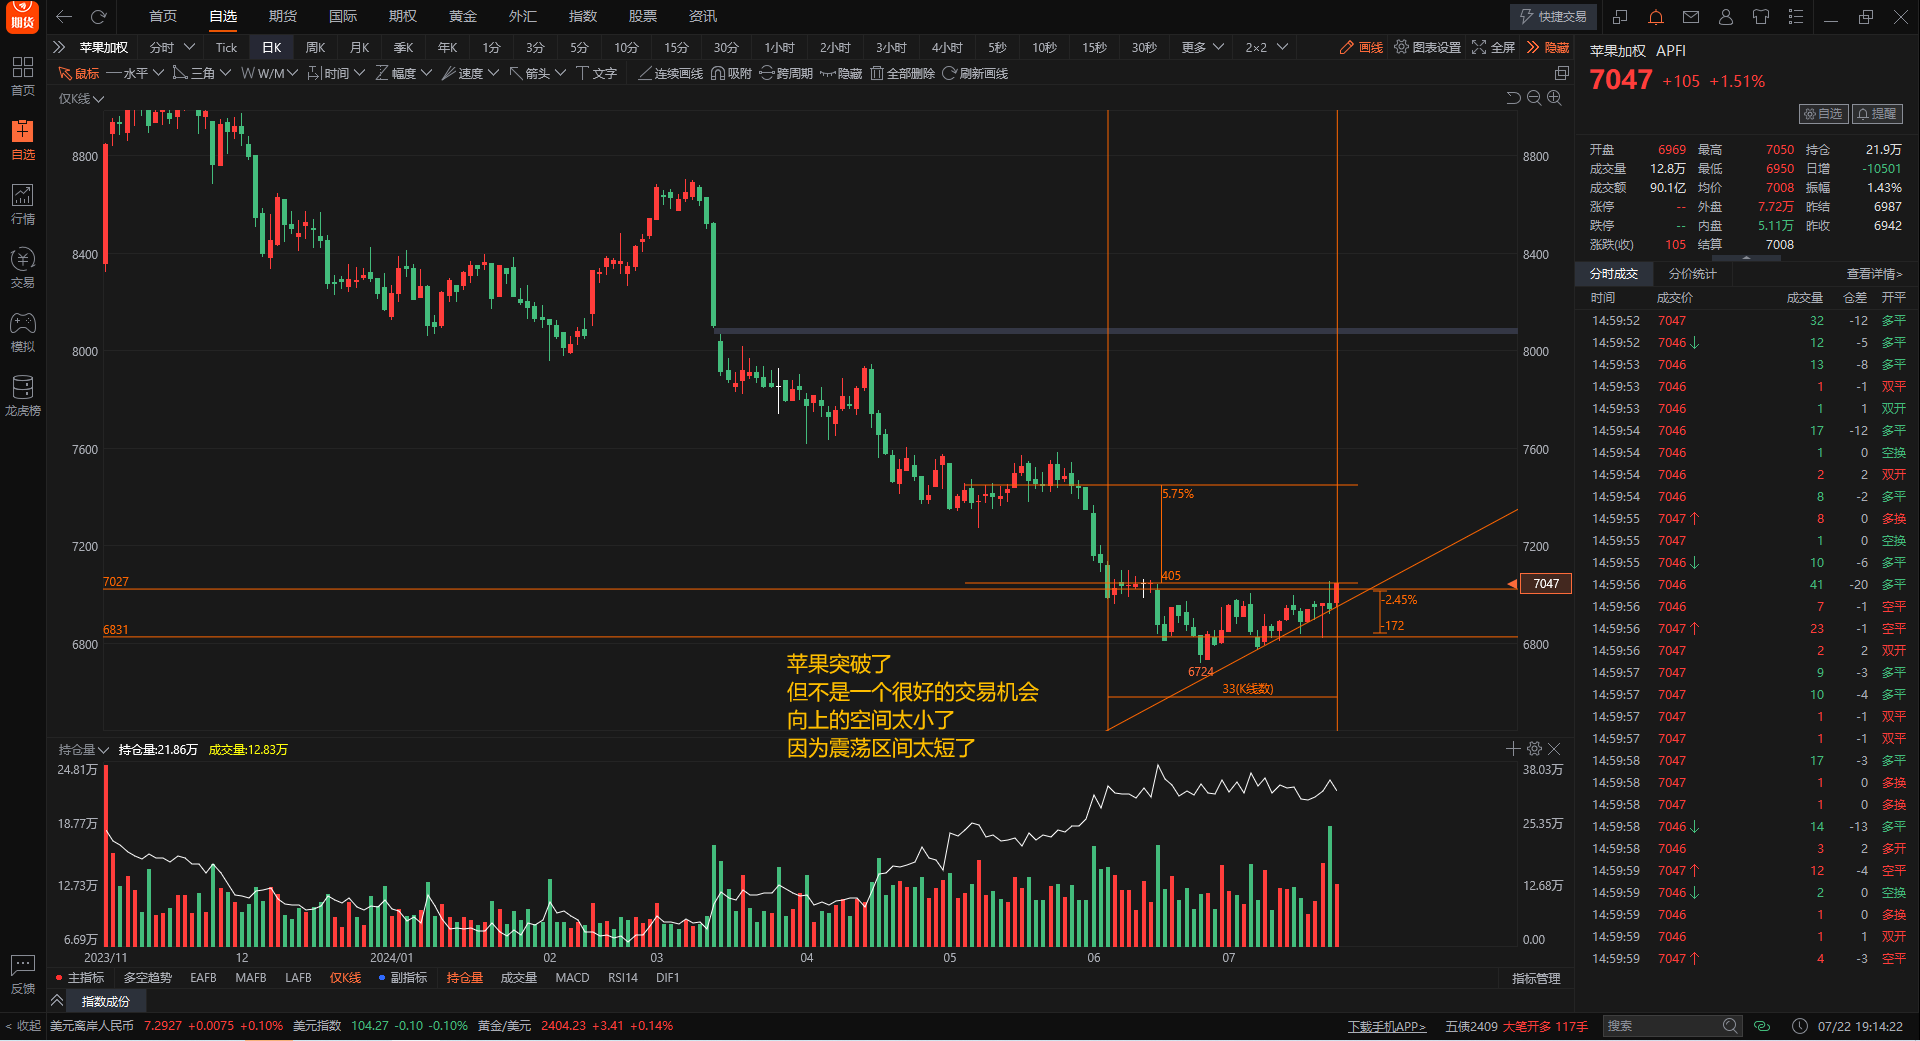 期货
首页 自选 期货 国际 期权 黄金 外汇 指数 股票 资讯
快捷交易
苹果加权 分时 Tick 日K 周K 月K 季K 年K 1分 3分 5分 10分 15分 30分 1小时 2小时 3小时 4小时 5秒 10秒 15秒 30秒 更多 2×2 画线 图表设置 全屏 隐藏
鼠标 水平 三角 W/M 时间 幅度 速度 箭头 文字 连续画线 吸附 跨周期 隐藏 全部删除 刷新画线
首页
自选
行情
交易
模拟
龙虎榜
反馈
仅K线
8800 8800
8400 8400
8000 8000
7600 7600
7200 7200
6800 6800
5.75%
405
7027
7047
-2.45%
-172
6831
6724
33(K线数)
苹果突破了
但不是一个很好的交易机会
向上的空间太小了
因为震荡区间太短了
持仓量 持仓量:21.86万 成交量:12.83万
24.81万 38.03万
18.77万 25.35万
12.73万 12.68万
6.69万 0.00
2023/11 12 2024/01 02 03 04 05 06 07
主指标 多空趋势 EAFB MAFB LAFB 仅K线 副指标 持仓量 成交量 MACD RSI14 DIF1 指标管理
指数成份
苹果加权 APFI
7047 +105 +1.51%
自选 提醒
开盘 6969 最高 7050 持仓 21.9万
成交量 12.8万 最低 6950 日增 -10501
成交额 90.1亿 均价 7008 振幅 1.43%
涨停 -- 外盘 7.72万 昨结 6987
跌停 -- 内盘 5.11万 昨收 6942
涨跌(收) 105 结算 7008
分时成交 分价统计 查看详情>
时间 成交价 成交量 仓差 开平
14:59:52 7047 32 -12 多平
14:59:52 7046↓ 12 -5 多平
14:59:53 7046 13 -8 多平
14:59:53 7046 1 -1 双平
14:59:53 7046 1 1 双开
14:59:54 7046 17 -12 多平
14:59:54 7046 1 0 空换
14:59:54 7046 2 2 双开
14:59:54 7046 8 -2 多平
14:59:55 7047↑ 8 0 多换
14:59:55 7047 1 0 空换
14:59:55 7046↓ 10 -6 多平
14:59:56 7046 41 -20 多平
14:59:56 7046 7 -1 空平
14:59:56 7047↑ 23 -1 空平
14:59:56 7047 2 2 双开
14:59:57 7047 9 -3 多平
14:59:57 7047 10 -4 多平
14:59:57 7047 1 -1 双平
14:59:58 7047 1 -1 双平
14:59:58 7047 17 -3 多平
14:59:58 7047 1 0 多换
14:59:58 7047 1 0 多换
14:59:58 7046↓ 14 -13 多平
14:59:58 7046 3 2 多开
14:59:59 7047↑ 12 -4 空平
14:59:59 7046↓ 2 0 空换
14:59:59 7046 1 0 多换
14:59:59 7046 1 1 双开
14:59:59 7047↑ 4 -3 空平
< 收起 美元离岸人民币 7.2927 +0.0075 +0.10% 美元指数 104.27 -0.10 -0.10% 黄金/美元 2404.23 +3.41 +0.14% 下载手机APP> 五债2409 大笔开多 117手 搜索 07/22 19:14:22